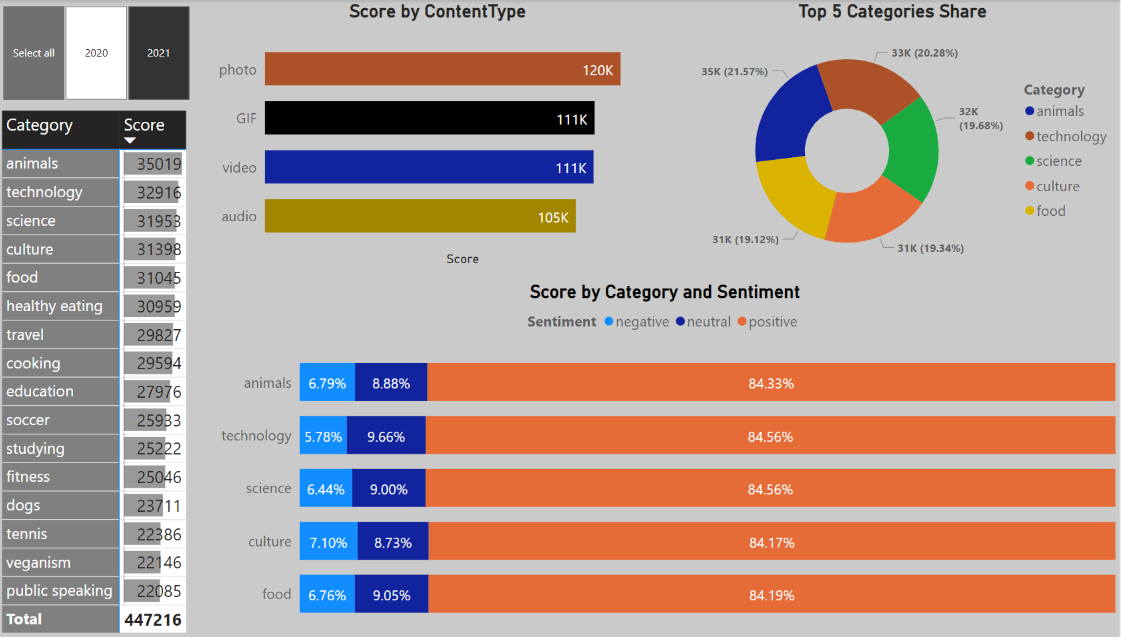 Select all
2020
2021
Category Score
animals 35019
technology 32916
science 31953
culture 31398
food 31045
healthy eating 30959
travel 29827
cooking 29594
education 27976
soccer 25933
studying 25222
fitness 25046
dogs 23711
tennis 22386
veganism 22146
public speaking 22085
Total 447216
Score by ContentType
photo 120K
GIF 111K
video 111K
audio 105K
Score
Top 5 Categories Share
33K (20.28%)
35K (21.57%)
32K
(19.68%)
31K (19.12%)
31K (19.34%)
Category
animals
technology
science
culture
food
Score by Category and Sentiment
Sentiment negative neutral positive
animals 6.79% 8.88% 84.33%
technology 5.78% 9.66% 84.56%
science 6.44% 9.00% 84.56%
culture 7.10% 8.73% 84.17%
food 6.76% 9.05% 84.19%